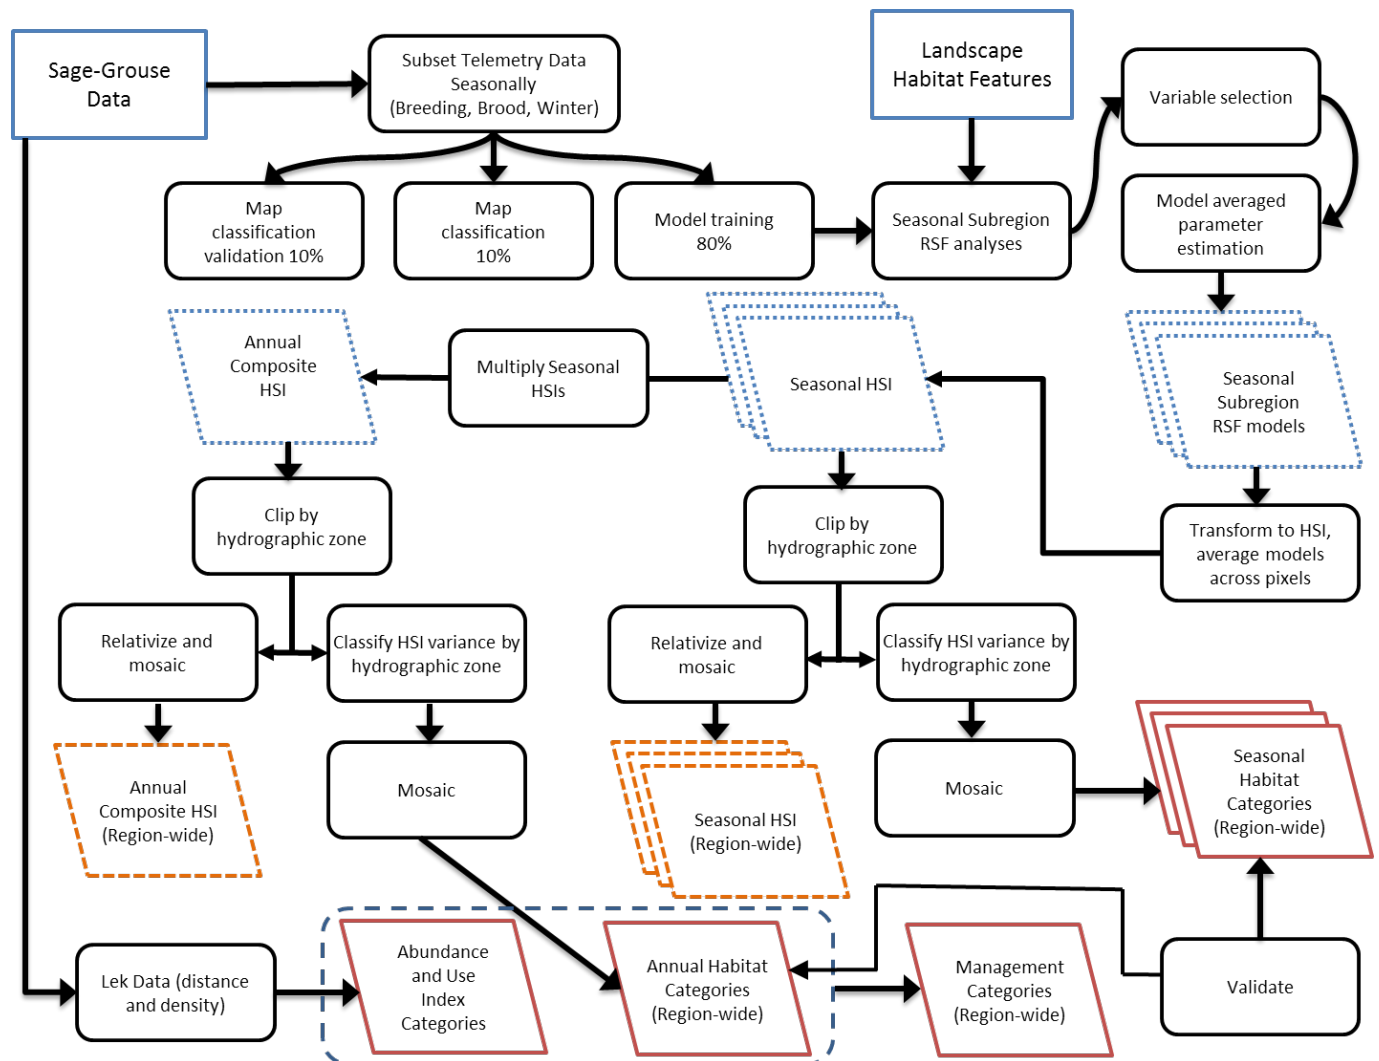 Sage-Grouse
Data
Subset Telemetry Data
Seasonally
(Breeding, Brood, Winter)
Landscape
Habitat Features
Variable selection
Map
classification
validation 10%
Map
classification
10%
Model training
80%
Seasonal Subregion
RSF analyses
Model averaged
parameter
estimation
Annual
Composite
HSI
Multiply Seasonal
HSIs
Seasonal HSI
Seasonal
Subregion
RSF models
Clip by
hydrographic zone
Clip by
hydrographic zone
Transform to HSI,
average models
across pixels
Relativize and
mosaic
Classify HSI variance by
hydrographic zone
Relativize and
mosaic
Classify HSI variance by
hydrographic zone
Annual
Composite HSI
(Region-wide)
Mosaic
Seasonal HSI
(Region-wide)
Mosaic
Seasonal
Habitat
Categories
(Region-wide)
Lek Data (distance
and density)
Abundance
and Use
Index
Categories
Annual Habitat
Categories
(Region-wide)
Management
Categories
(Region-wide)
Validate